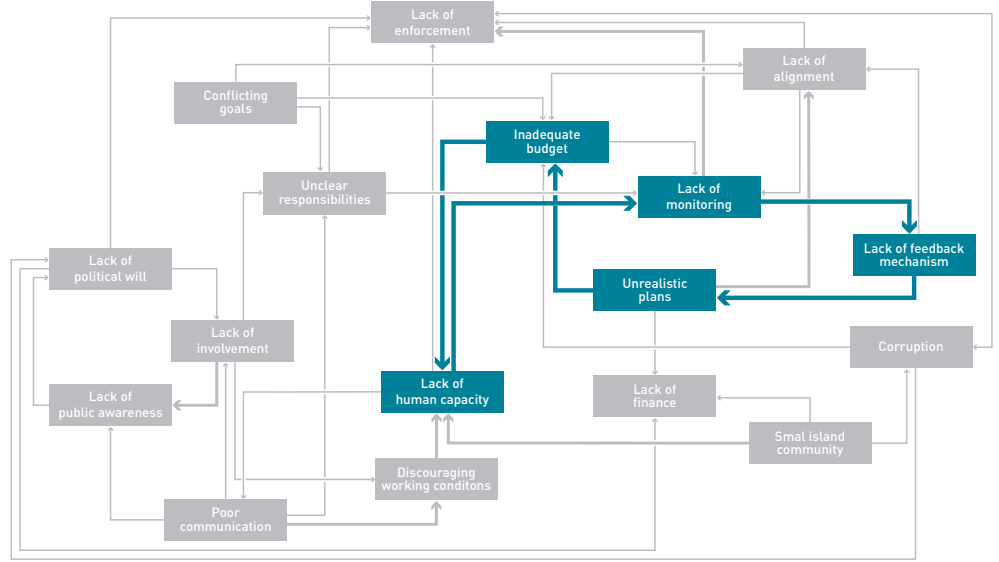 Lack of
enforcement
Lack of
alignment
Conflicting
goals
Inadequate
budget
Unclear
responsibilities
Lack of
monitoring
Lack of feedback
mechanism
Lack of
political will
Unrealistic
plans
Lack of
involvement
Corruption
Lack of
public awareness
Lack of
human capacity
Lack of
finance
Smal island
community
Discouraging
working conditons
Poor
communication